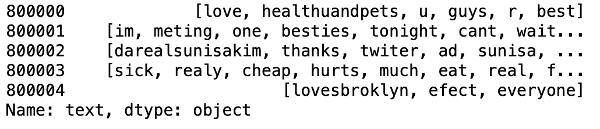 800000 [love, healthuandpets, u, guys, r, best]
800001 [im, meting, one, besties, tonight, cant, wait...
800002 [darealsunisakim, thanks, twiter, ad, sunisa, ...
800003 [sick, realy, cheap, hurts, much, eat, real, f...
800004 [lovesbroklyn, efect, everyone]
Name: text, dtype: object